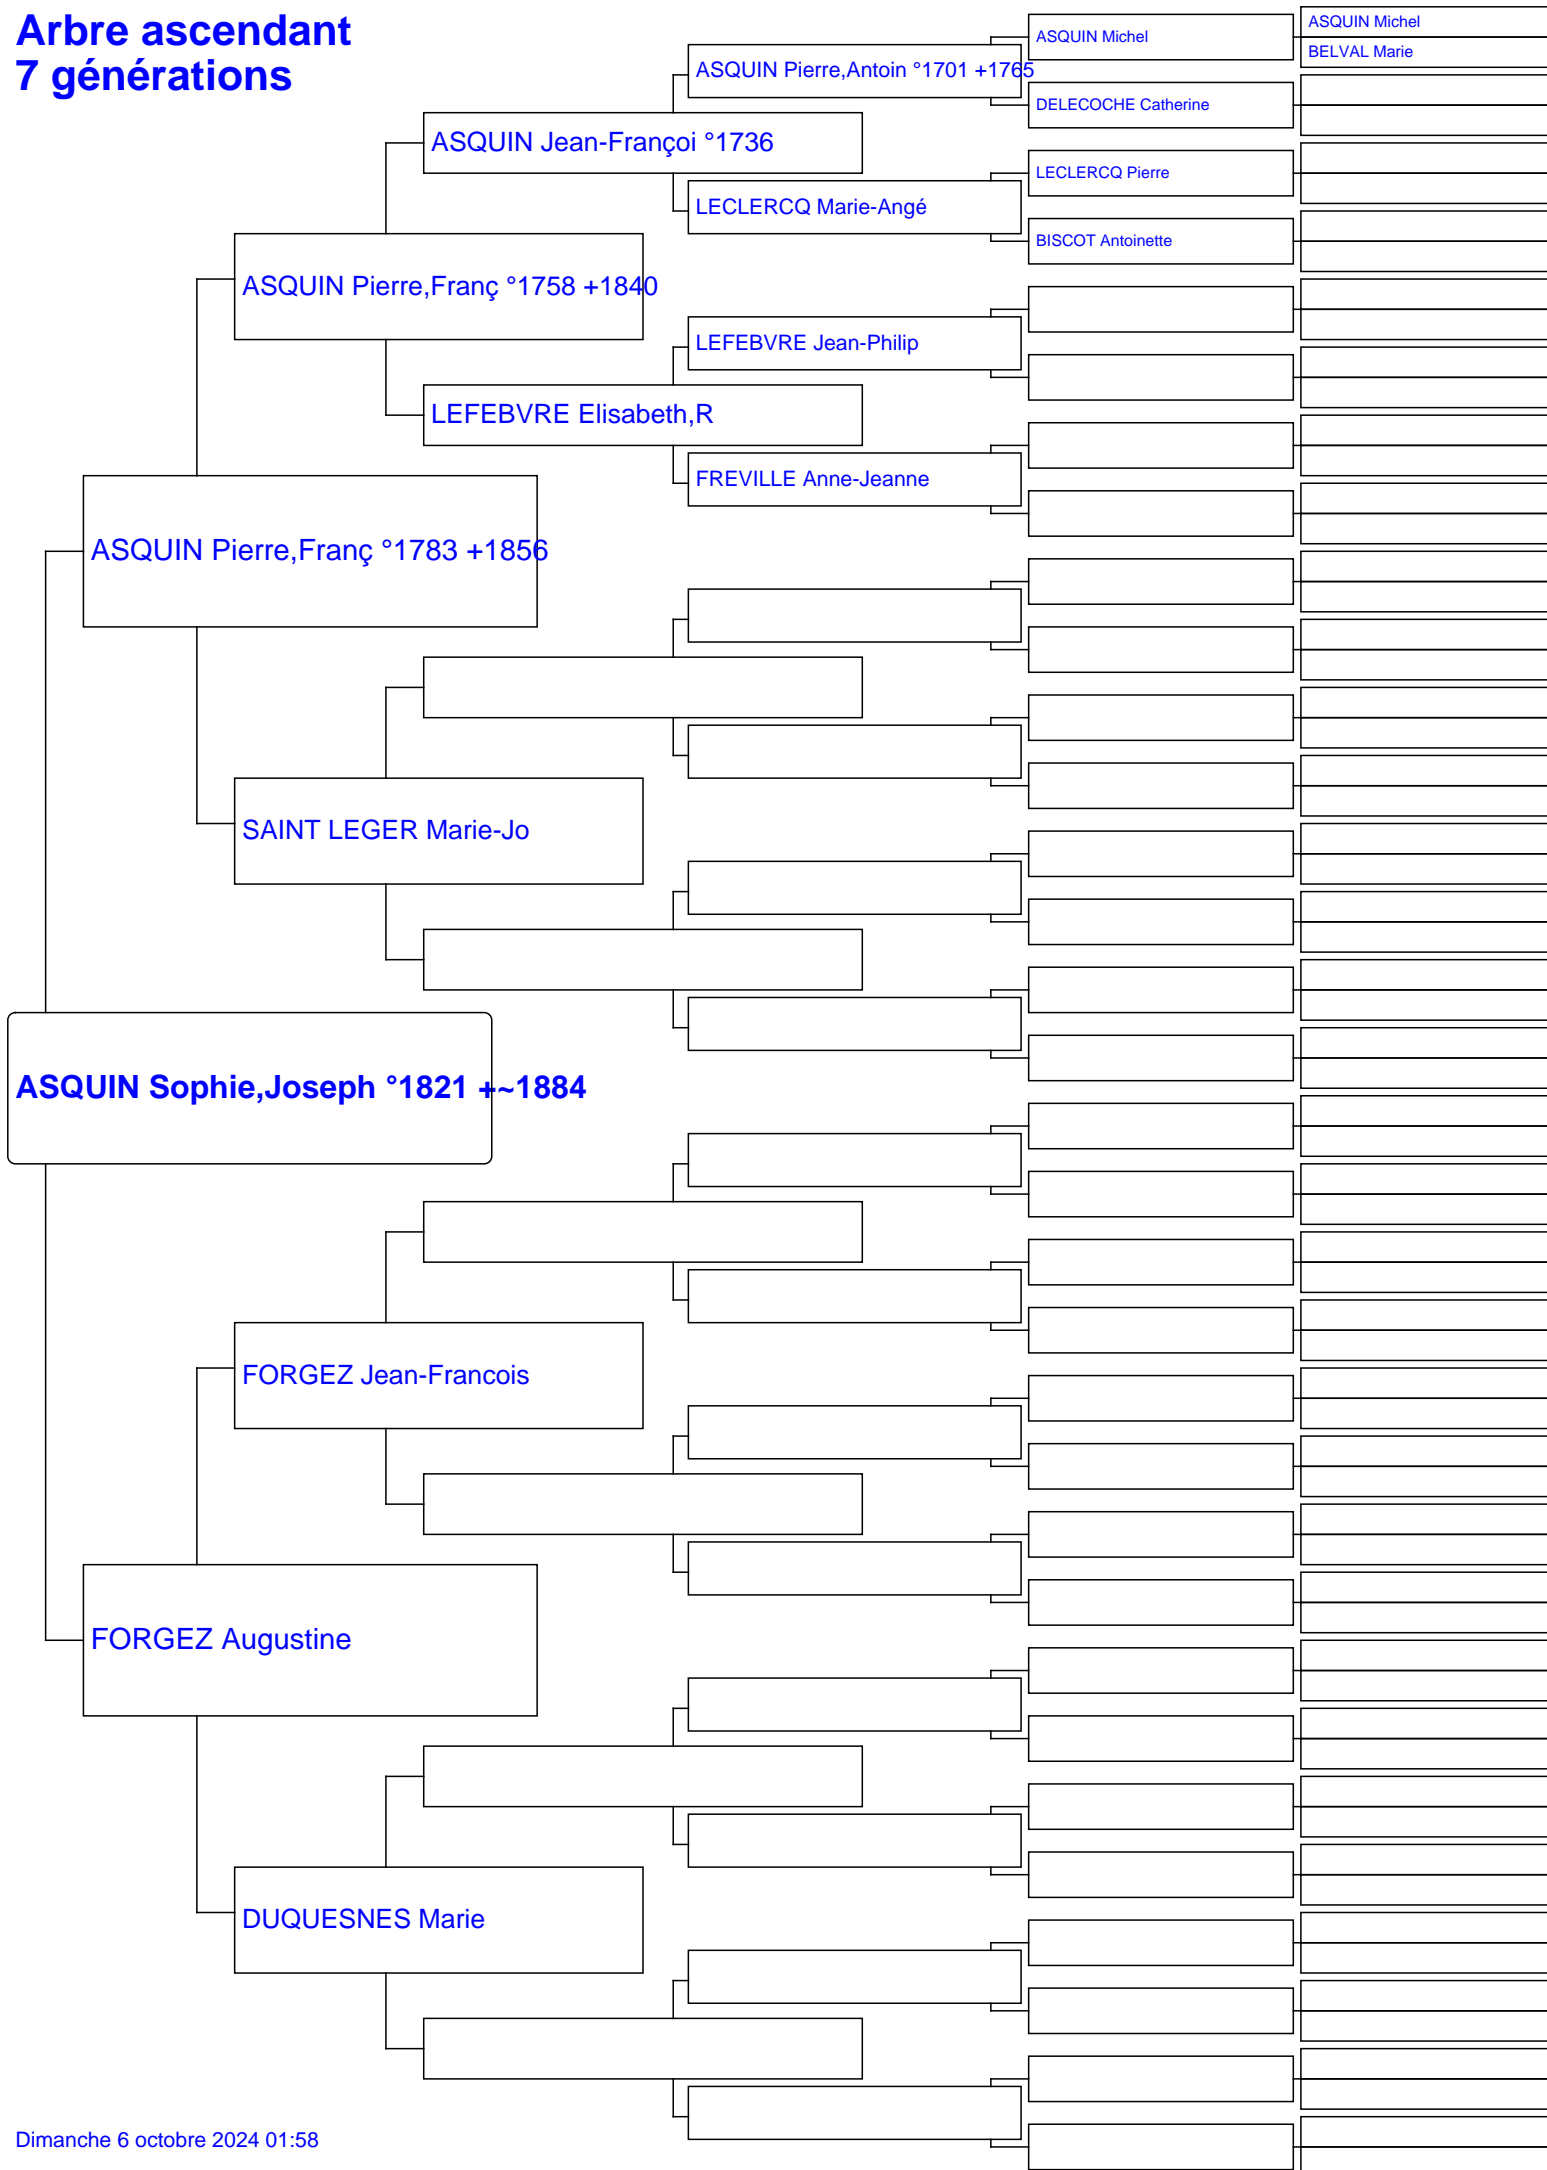 Arbre ascendant
7 générations
ASQUIN Michel
BELVAL Marie
ASQUIN Michel
ASQUIN Pierre,Antoin °1701 +1765
DELECOCHE Catherine
ASQUIN Jean-Françoi °1736
LECLERCQ Pierre
LECLERCQ Marie-Angé
BISCOT Antoinette
ASQUIN Pierre,Franç °1758 +1840
LEFEBVRE Jean-Philip
LEFEBVRE Elisabeth,R
FREVILLE Anne-Jeanne
ASQUIN Pierre,Franç °1783 +1856
SAINT LEGER Marie-Jo
ASQUIN Sophie,Joseph °1821 +~1884
FORGEZ Jean-Francois
FORGEZ Augustine
DUQUESNES Marie
Dimanche 6 octobre 2024 01:58